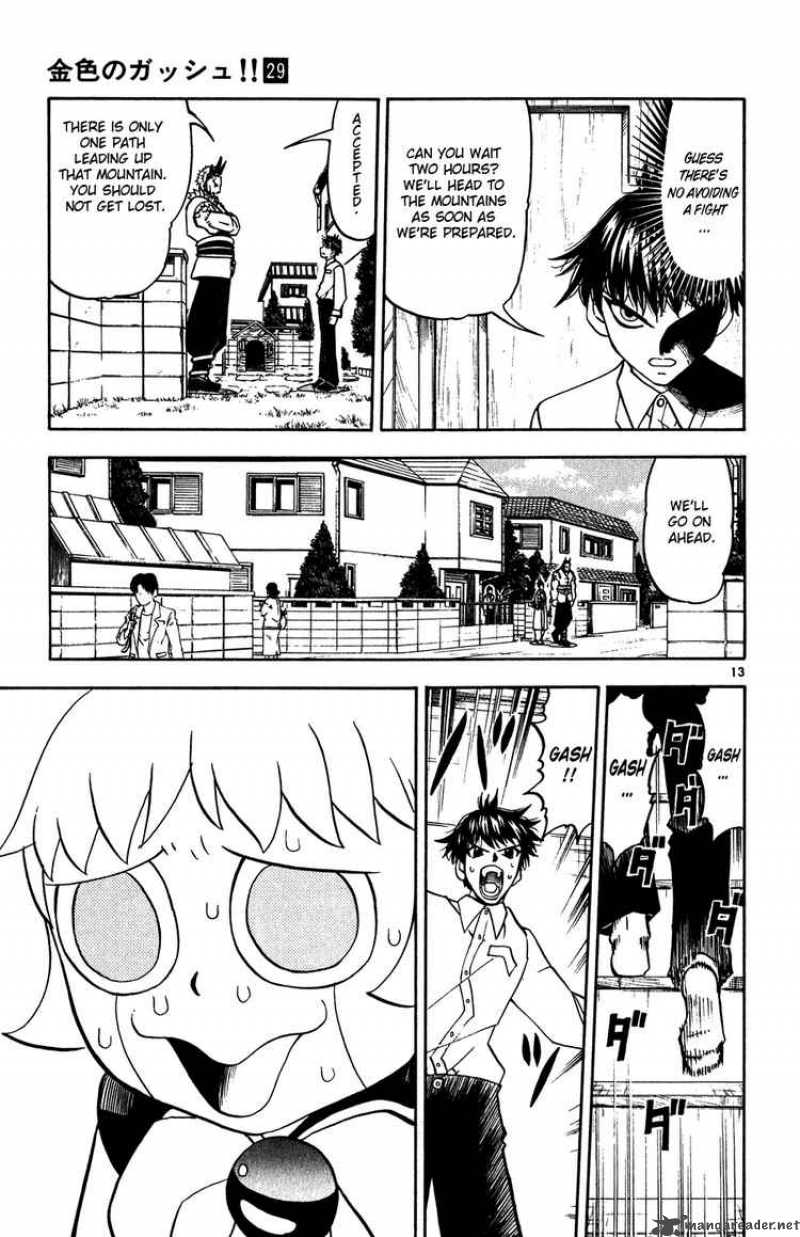 金色のガッシュ!! 29
GUESS
THERE'S
NO AVOIDING
A FIGHT
...
CAN YOU WAIT
TWO HOURS?
WE'LL HEAD TO
THE MOUNTAINS
AS SOON AS
WE'RE PREPARED.
ACCEPTED.
THERE IS ONLY
ONE PATH
LEADING UP
THAT MOUNTAIN.
YOU SHOULD
NOT GET LOST.
WE'LL
GO ON
AHEAD.
13
GASH
...
GASH
...
ダ
ダ
ダ
ダ
ダ
GASH
!!
mangareader.net